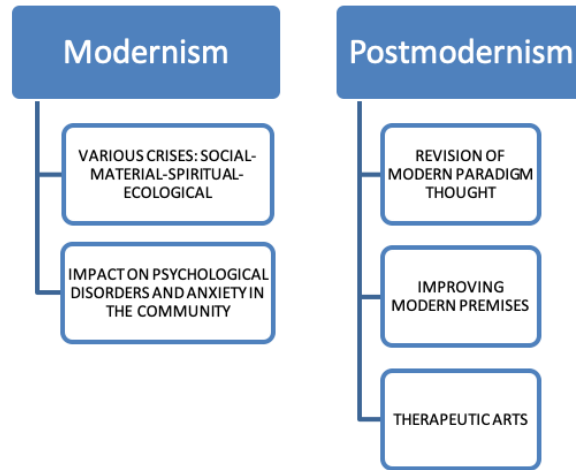 Modernism
VARIOUS CRISES: SOCIAL-
MATERIAL-SPIRITUAL-
ECOLOGICAL
IMPACT ON PSYCHOLOGICAL
DISORDERS AND ANXIETY IN
THE COMMUNITY
Postmodernism
REVISION OF
MODERN PARADIGM
THOUGHT
IMPROVING
MODERN PREMISES
THERAPEUTIC ARTS